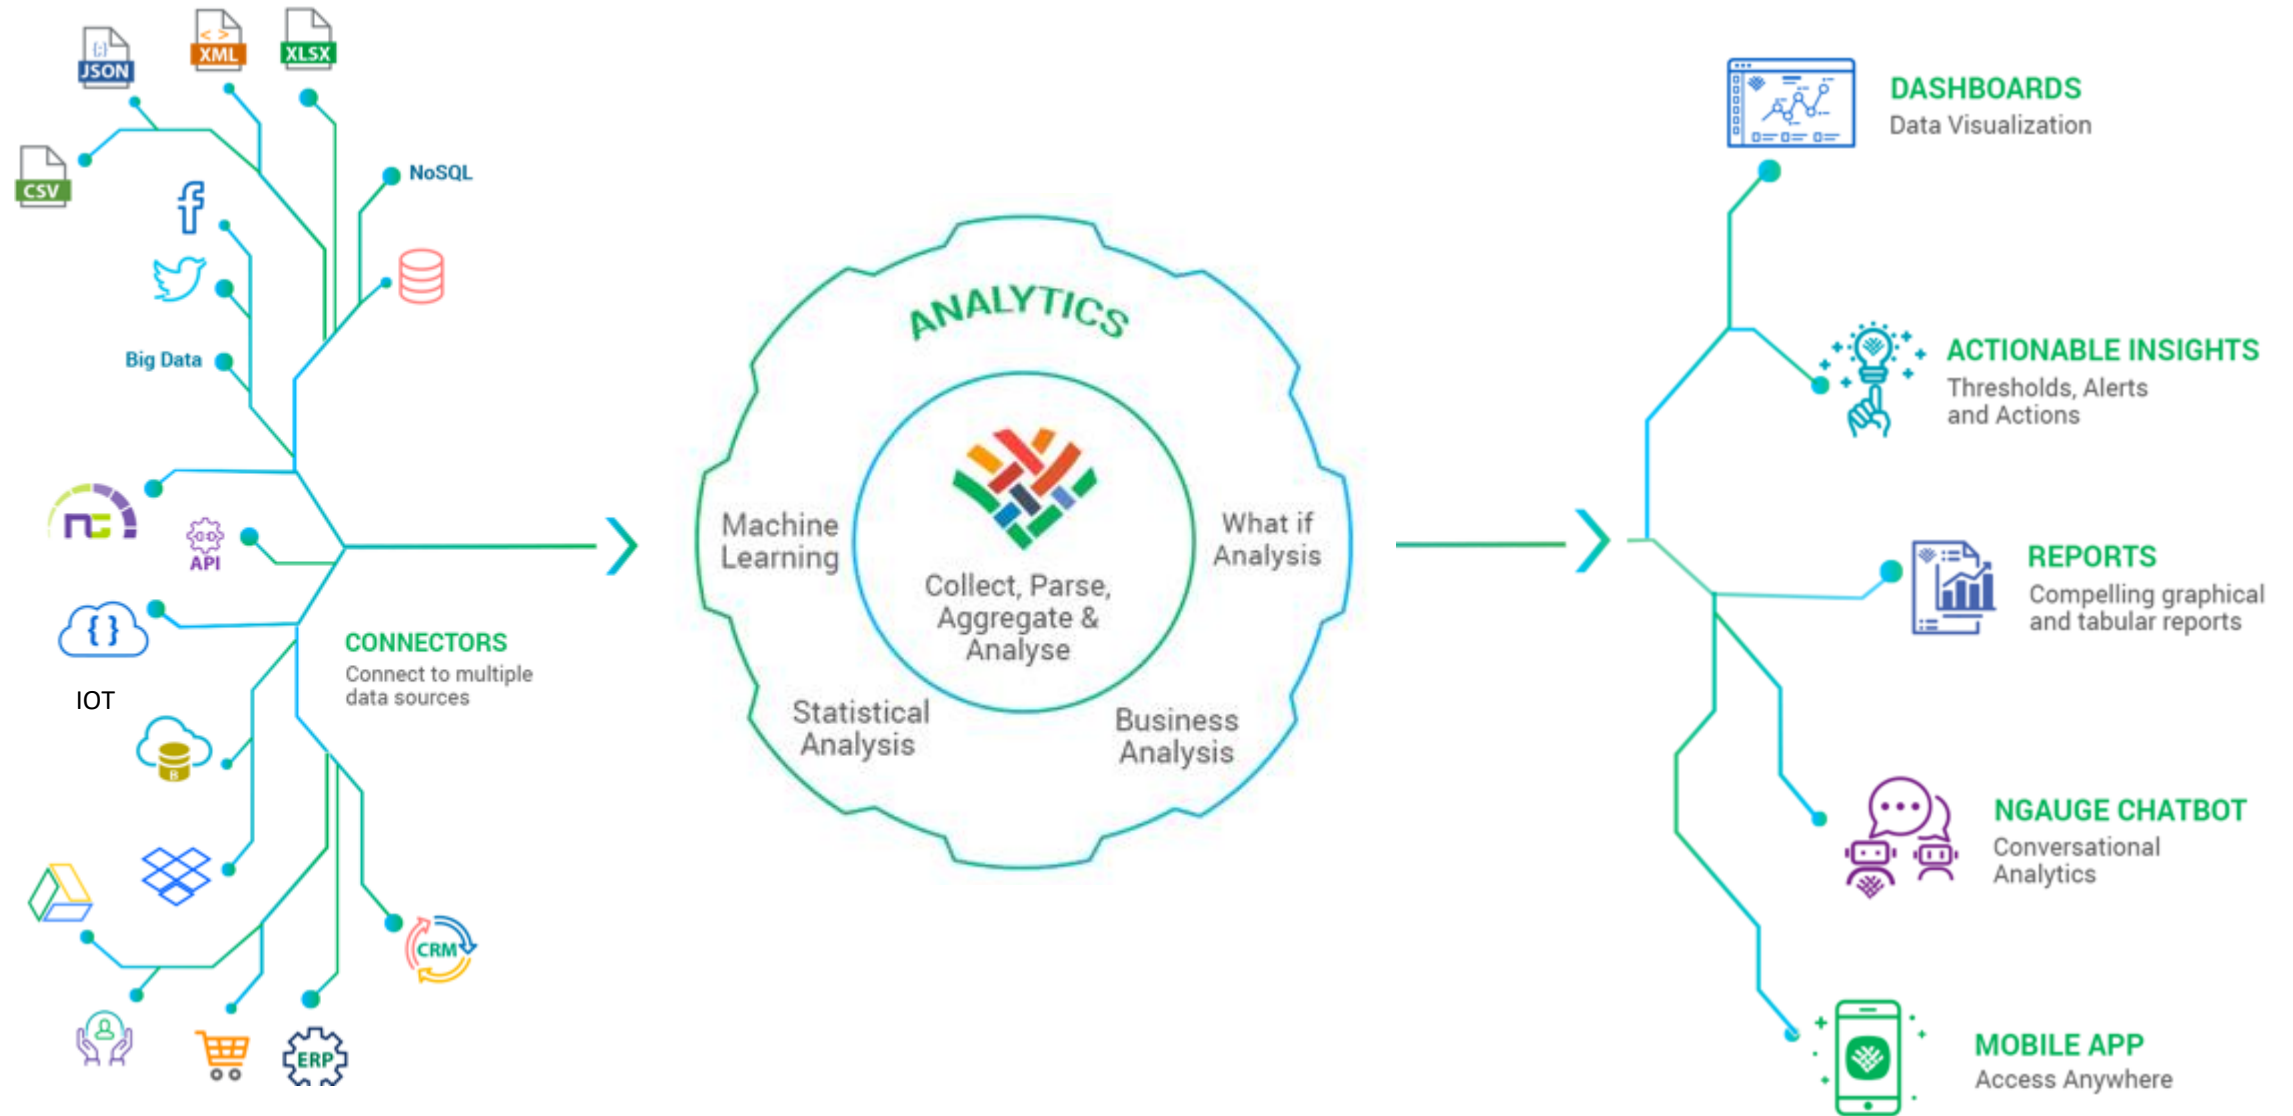 {;}
JSON
< >
XML
XLSX
CSV
NoSQL
Big Data
API
{ }
IOT
CONNECTORS
Connect to multiple
data sources
B
CRM
ERP
ANALYTICS
Machine
Learning
What if
Analysis
Collect, Parse,
Aggregate &
Analyse
Statistical
Analysis
Business
Analysis
DASHBOARDS
Data Visualization
ACTIONABLE INSIGHTS
Thresholds, Alerts
and Actions
REPORTS
Compelling graphical
and tabular reports
NGAUGE CHATBOT
Conversational
Analytics
MOBILE APP
Access Anywhere